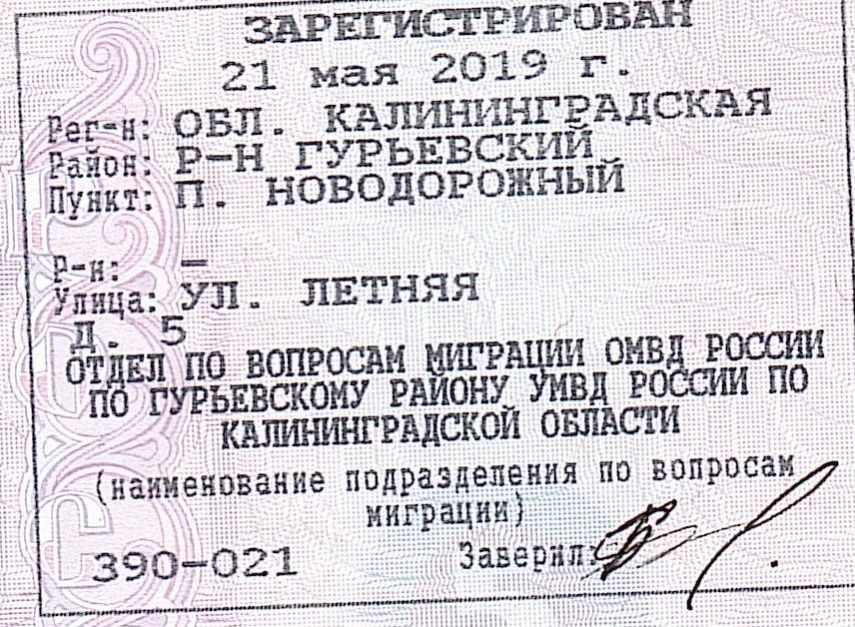 ЗАРЕГИСТРИРОВАН
21 мая 2019 г.
Рег-н: ОБЛ. КАЛИНИНГРАДСКАЯ
Район: Р-Н ГУРЬЕВСКИЙ
Пункт: П. НОВОДОРОЖНЫЙ
Р-н: –
Улица: УЛ. ЛЕТНЯЯ
Д. 5
ОТДЕЛ ПО ВОПРОСАМ МИГРАЦИИ ОМВД РОССИИ
ПО ГУРЬЕВСКОМУ РАЙОНУ УМВД РОССИИ ПО
КАЛИНИНГРАДСКОЙ ОБЛАСТИ
(наименование подразделения по вопросам
миграции)
390-021 Заверил: